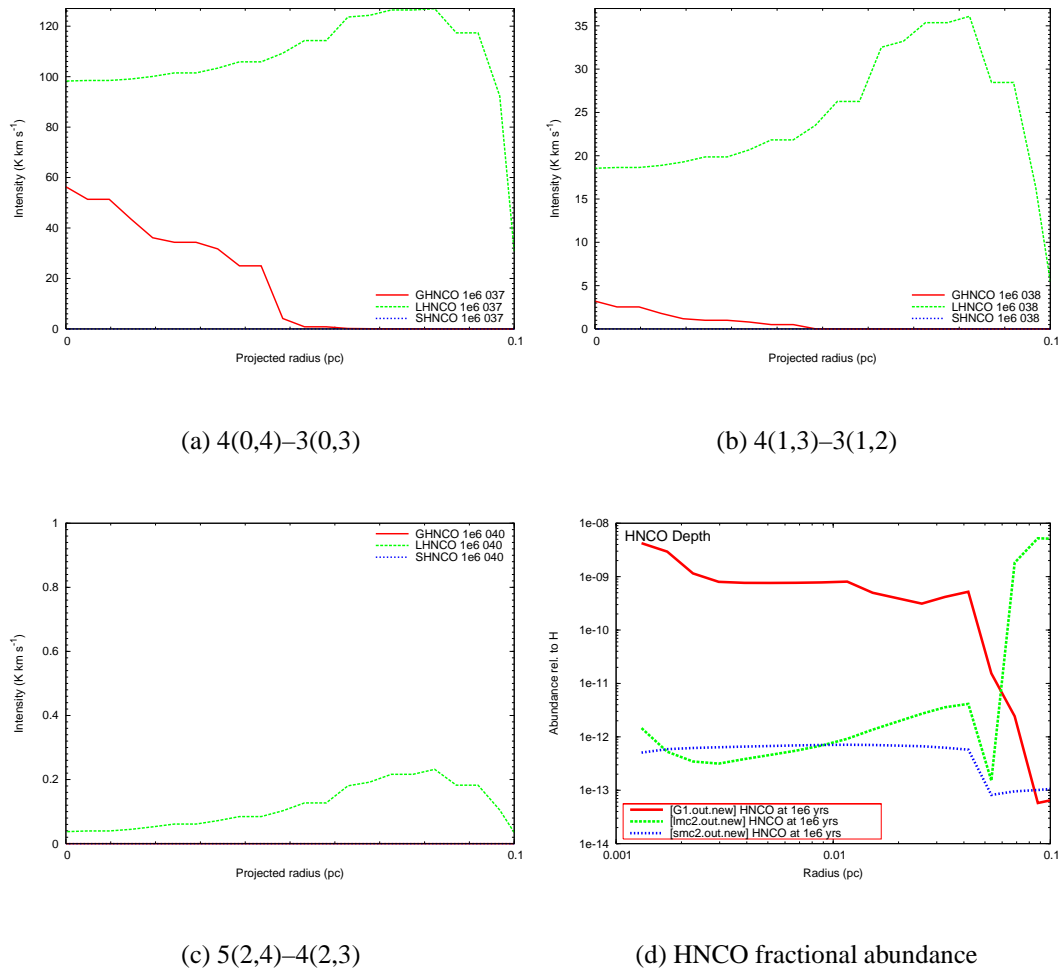 120
100
80
60
40
20
0
Intensity (K km s⁻¹)
GHNCO 1e6 037
LHNCO 1e6 037
SHNCO 1e6 037
0 0.1
Projected radius (pc)
(a) 4(0,4)–3(0,3)
35
30
25
20
15
10
5
0
Intensity (K km s⁻¹)
GHNCO 1e6 038
LHNCO 1e6 038
SHNCO 1e6 038
0 0.1
Projected radius (pc)
(b) 4(1,3)–3(1,2)
1
0.8
0.6
0.4
0.2
0
Intensity (K km s⁻¹)
GHNCO 1e6 040
LHNCO 1e6 040
SHNCO 1e6 040
0 0.1
Projected radius (pc)
(c) 5(2,4)–4(2,3)
1e-08
1e-09
1e-10
1e-11
1e-12
1e-13
1e-14
Abundance rel. to H
HNCO Depth
[G1.out.new] HNCO at 1e6 yrs
[lmc2.out.new] HNCO at 1e6 yrs
[smc2.out.new] HNCO at 1e6 yrs
0.001 0.01 0.1
Radius (pc)
(d) HNCO fractional abundance